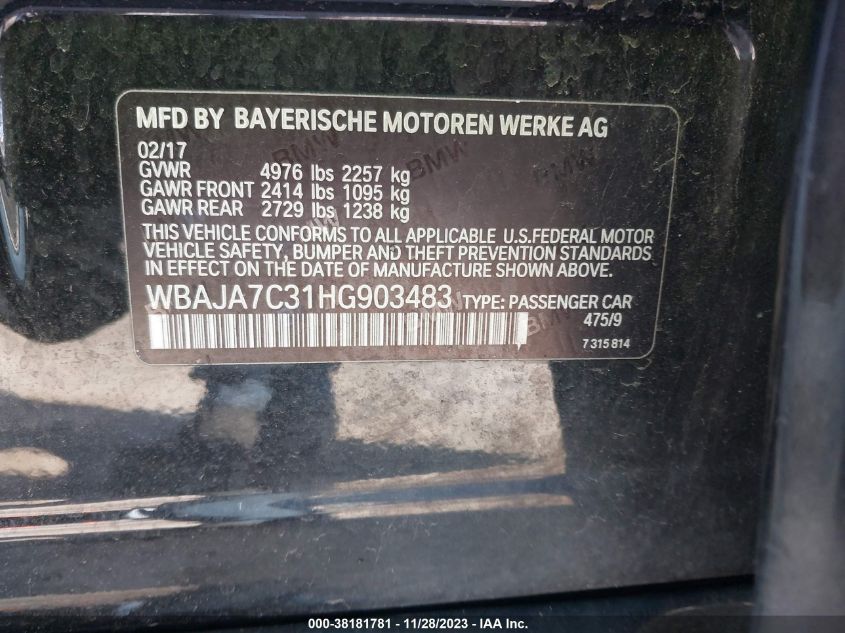 MFD BY BAYERISCHE MOTOREN WERKE AG
02/17
GVWR 4976 lbs 2257 kg
GAWR FRONT 2414 lbs 1095 kg
GAWR REAR 2729 lbs 1238 kg
THIS VEHICLE CONFORMS TO ALL APPLICABLE U.S.FEDERAL MOTOR
VEHICLE SAFETY, BUMPER AND THEFT PREVENTION STANDARDS
IN EFFECT ON THE DATE OF MANUFACTURE SHOWN ABOVE.
WBAJA7C31HG903483 TYPE: PASSENGER CAR
475/9
7 315 814
000-38181781 - 11/28/2023 - IAA Inc.